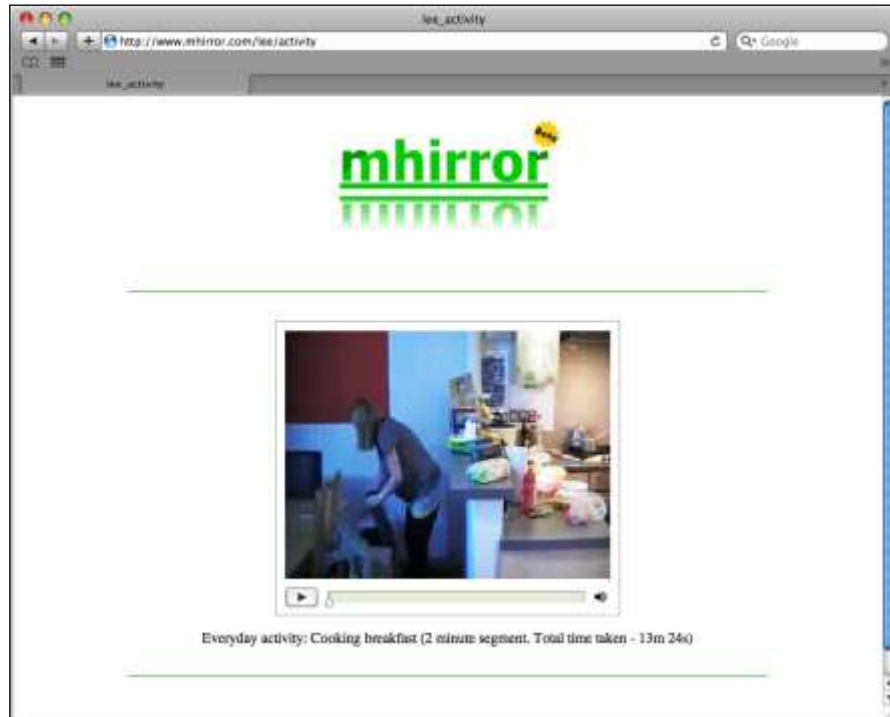 lee_activity
http://www.mhirror.com/lee/activity
Google
lee_activity
mhirror
Beta
Everyday activity: Cooking breakfast (2 minute segment. Total time taken - 13m 24s)